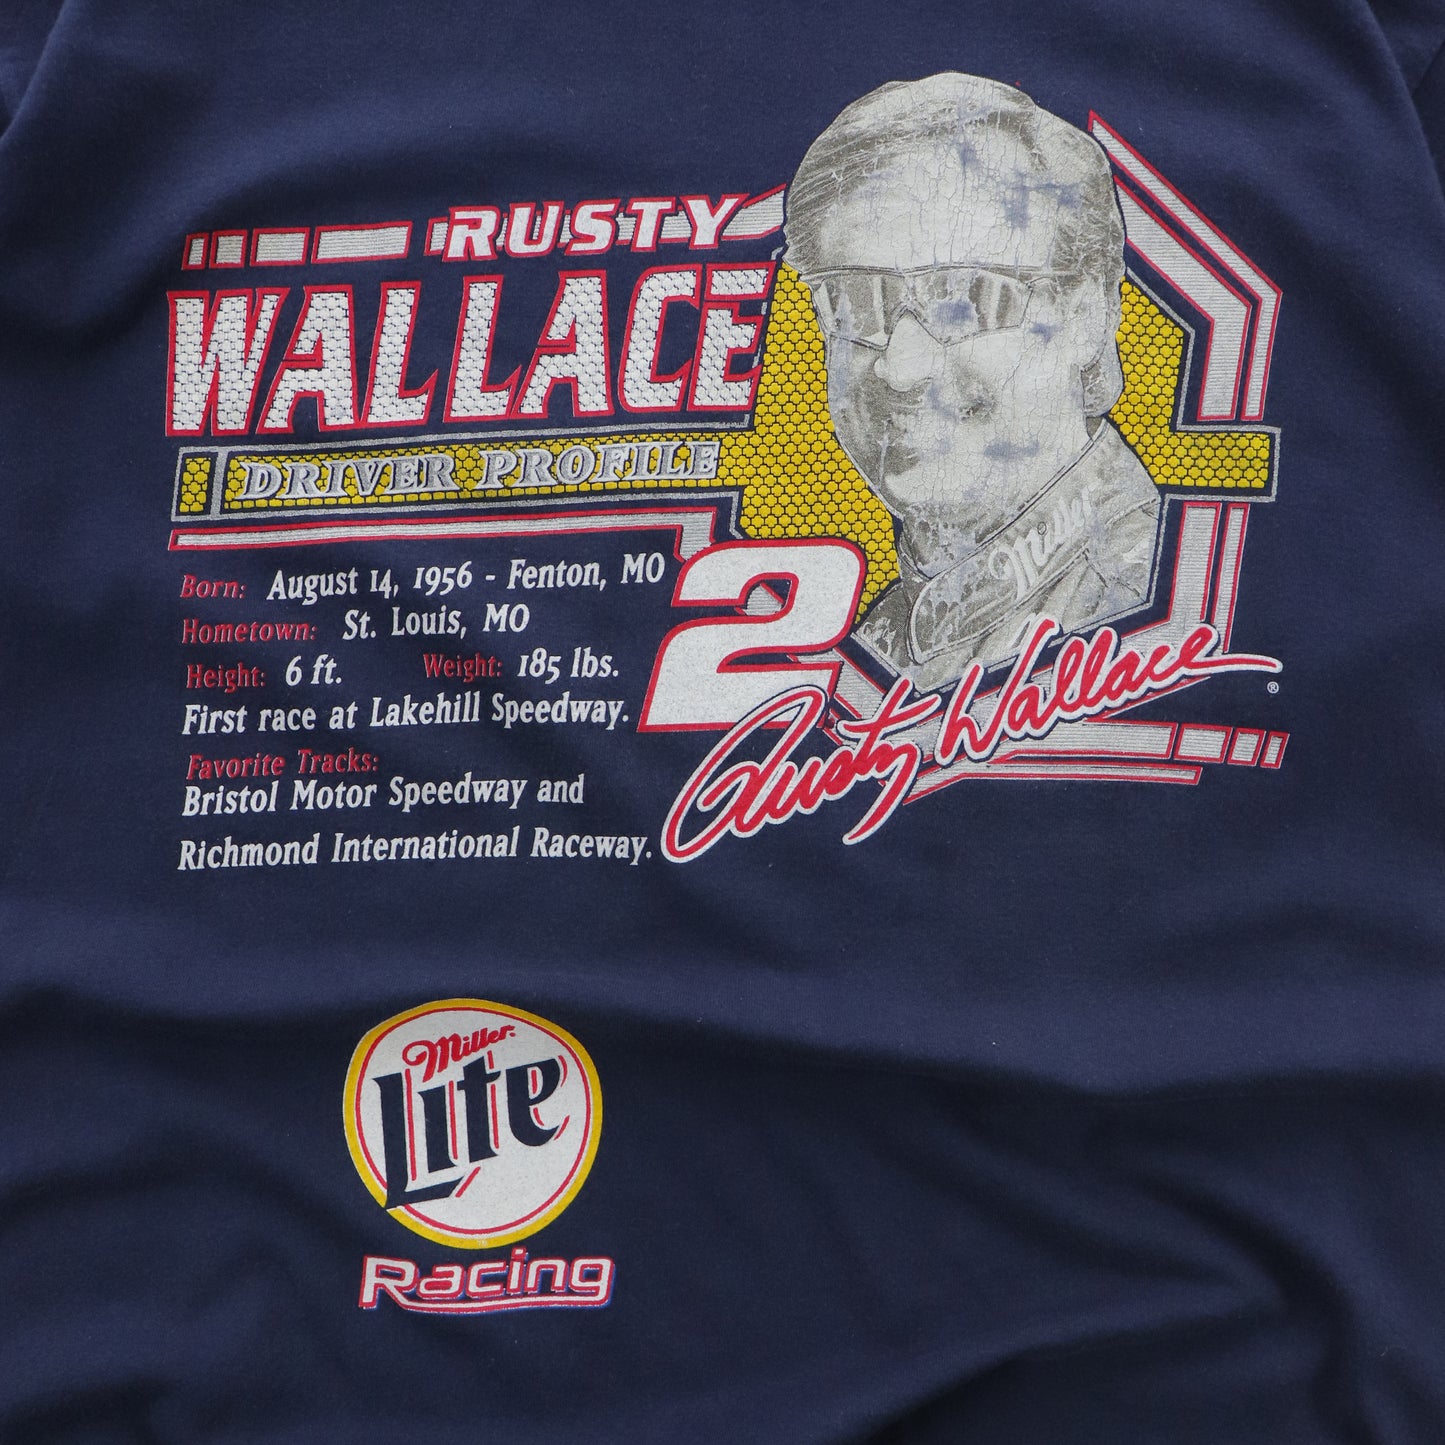 RUSTY
WALLACE
DRIVER PROFILE
Born: August 14, 1956 - Fenton, MO
Hometown: St. Louis, MO
Height: 6 ft. Weight: 185 lbs.
First race at Lakehill Speedway.
Favorite Tracks:
Bristol Motor Speedway and
Richmond International Raceway.
2
Miller
Rusty Wallace ®
Miller
Lite
Racing